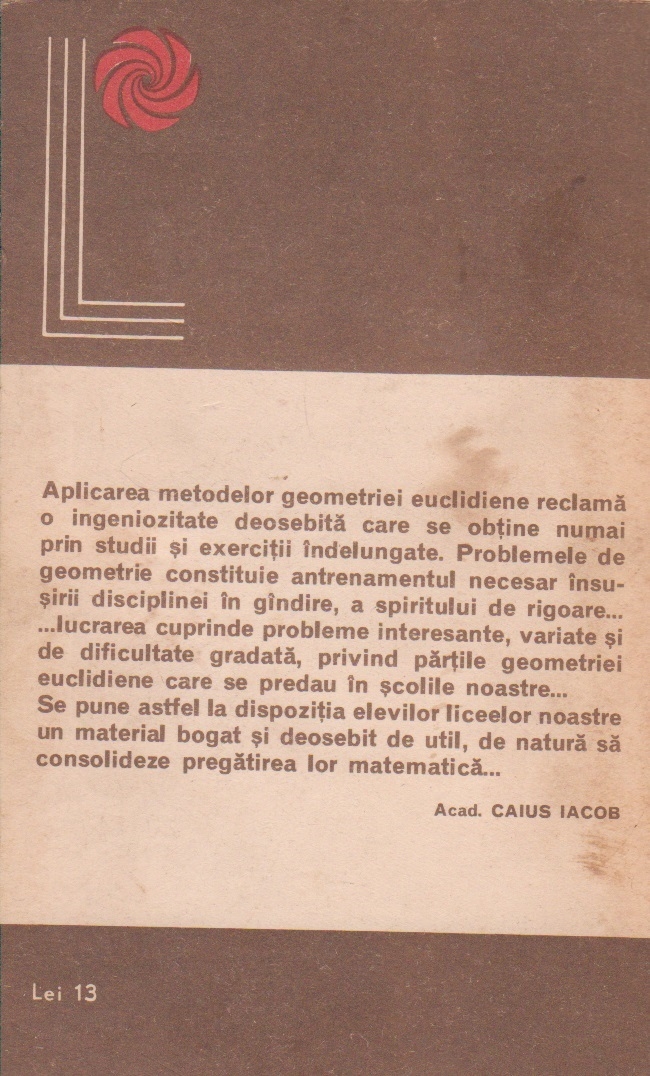 Aplicarea metodelor geometriei euclidiene reclamă
o ingeniozitate deosebită care se obține numai
prin studii și exerciții îndelungate. Problemele de
geometrie constituie antrenamentul necesar însu-
șirii disciplinei în gîndire, a spiritului de rigoare...
...lucrarea cuprinde probleme interesante, variate și
de dificultate gradată, privind părțile geometriei
euclidiene care se predau în școlile noastre...
Se pune astfel la dispoziția elevilor liceelor noastre
un material bogat și deosebit de util, de natură să
consolideze pregătirea lor matematică...
Acad. CAIUS IACOB
Lei 13